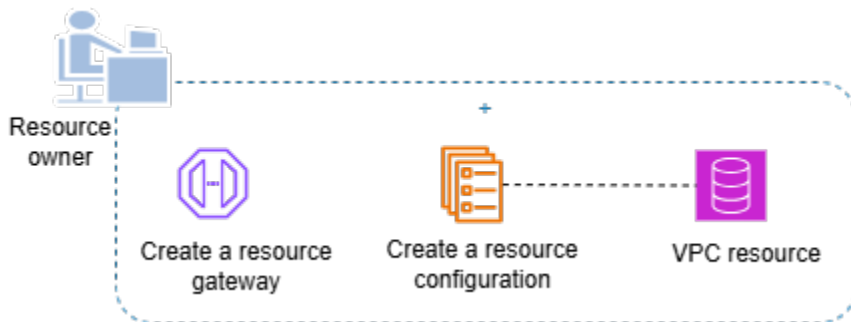 Resource
owner
Create a resource
gateway
Create a resource
configuration
VPC resource